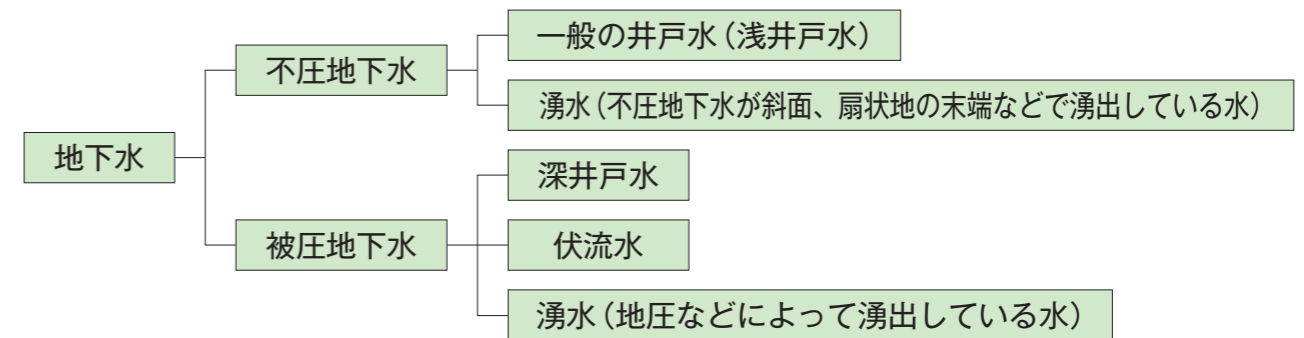 一般の井戸水（浅井戸水）
不圧地下水
湧水（不圧地下水が斜面、扇状地の末端などで湧出している水）
地下水
深井戸水
被圧地下水
伏流水
湧水（地圧などによって湧出している水）